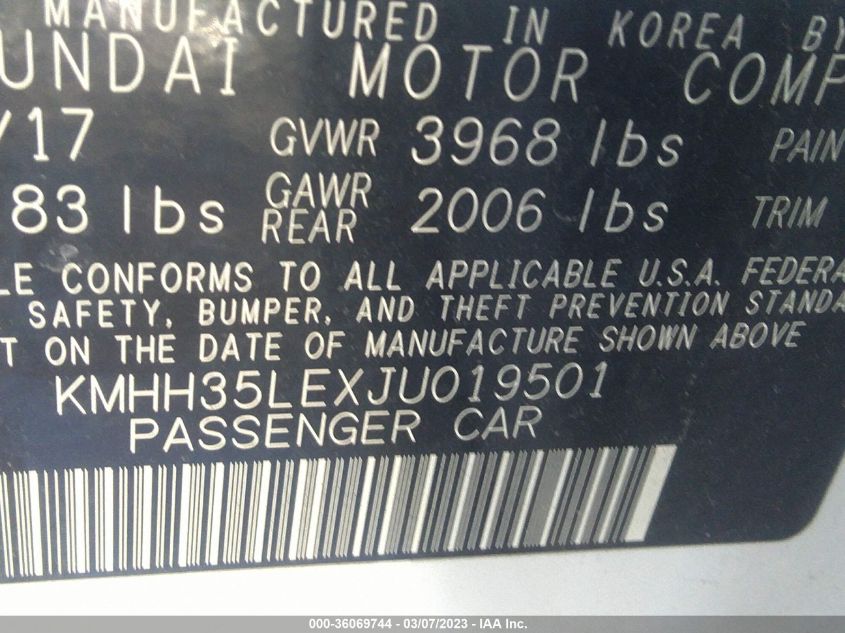 MANUFACTURED IN KOREA BY
UNDAI MOTOR COMP
/17 GVWR 3968 lbs PAIN
83 lbs GAWR REAR 2006 lbs TRIM
LE CONFORMS TO ALL APPLICABLE U.S.A. FEDERA
SAFETY, BUMPER, AND THEFT PREVENTION STANDA
T ON THE DATE OF MANUFACTURE SHOWN ABOVE
KMHH35LEXJU019501
PASSENGER CAR
000-36069744 - 03/07/2023 - IAA Inc.